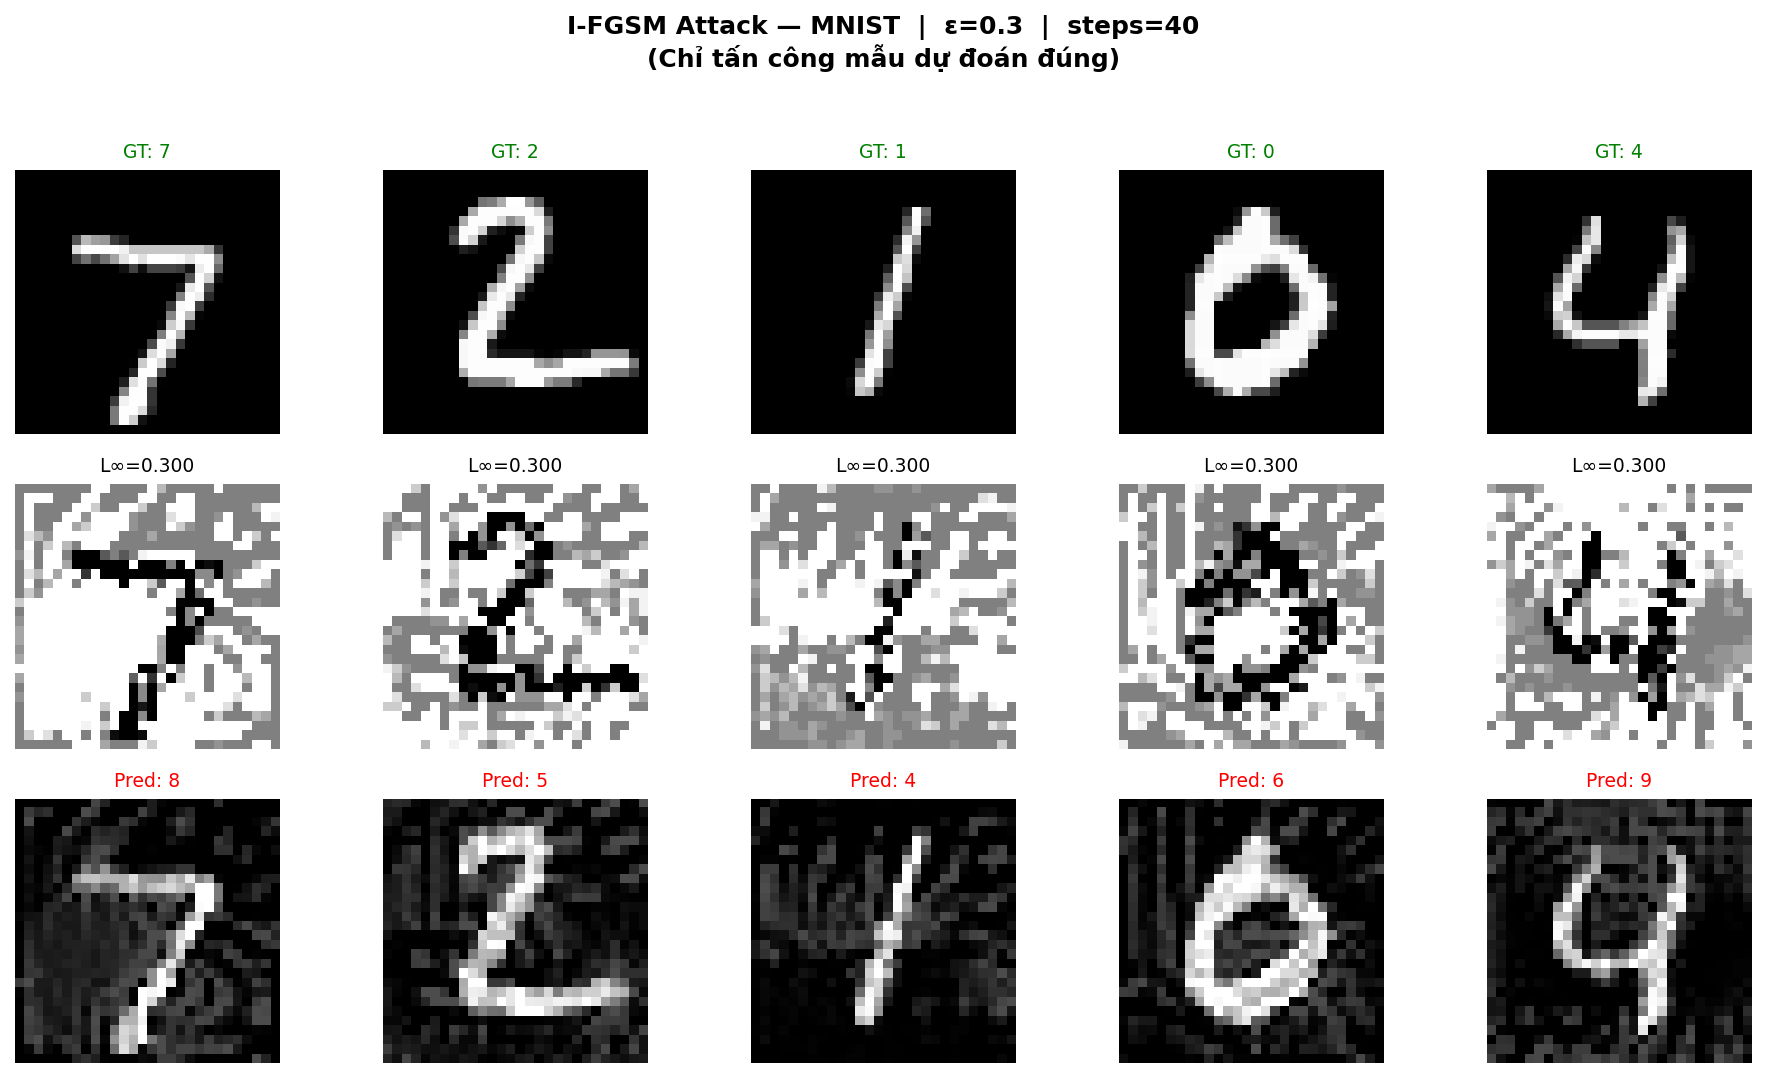 I-FGSM Attack — MNIST | ε=0.3 | steps=40
(Chỉ tấn công mẫu dự đoán đúng)
GT: 7 GT: 2 GT: 1 GT: 0 GT: 4
L∞=0.300 L∞=0.300 L∞=0.300 L∞=0.300 L∞=0.300
Pred: 8 Pred: 5 Pred: 4 Pred: 6 Pred: 9